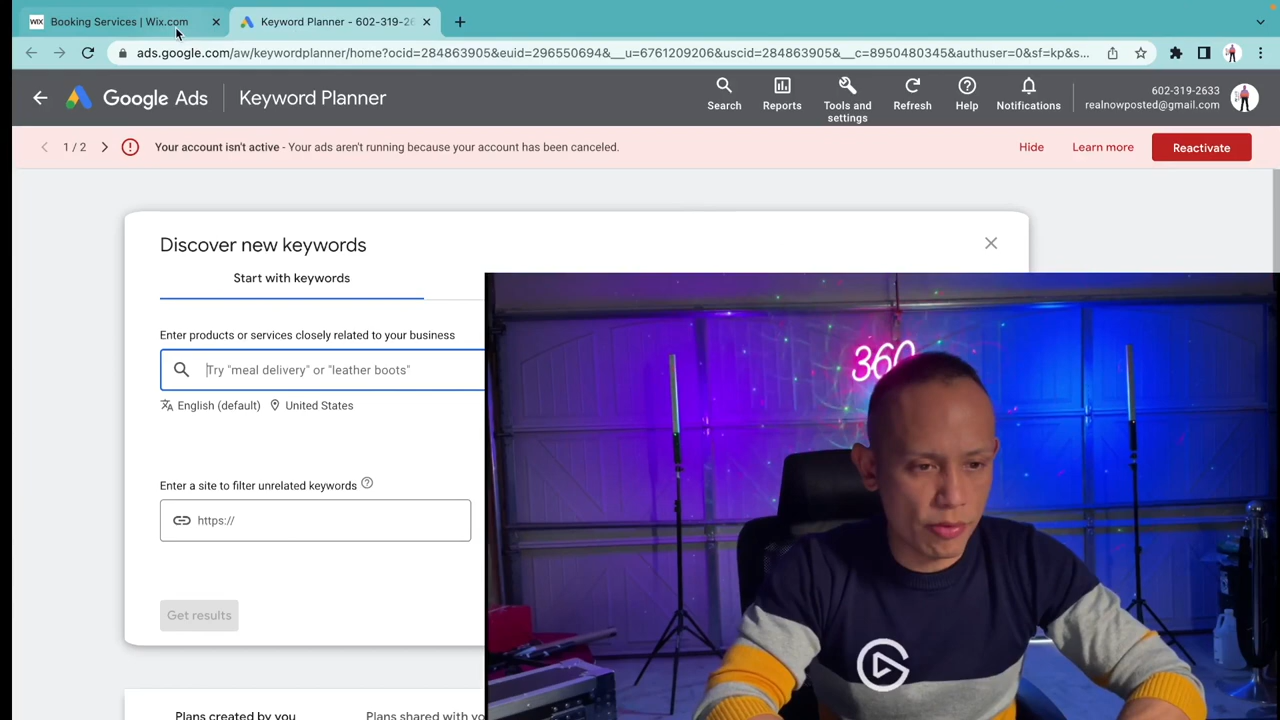 WIX Booking Services | Wix.com
Keyword Planner - 602-319-26
ads.google.com/aw/keywordplanner/home?ocid=284863905&euid=296550694&__u=6761209206&uscid=284863905&__c=8950480345&authuser=0&sf=kp&s...
Google Ads Keyword Planner
Search
Reports
Tools and
settings
Refresh
Help
Notifications
602-319-2633
realnowposted@gmail.com
1 / 2
Your account isn't active - Your ads aren't running because your account has been canceled.
Hide
Learn more
Reactivate
Discover new keywords
Start with keywords
Enter products or services closely related to your business
Try "meal delivery" or "leather boots"
English (default)
United States
Enter a site to filter unrelated keywords
https://
Get results
Plans created by you
Plans shared with yo
360